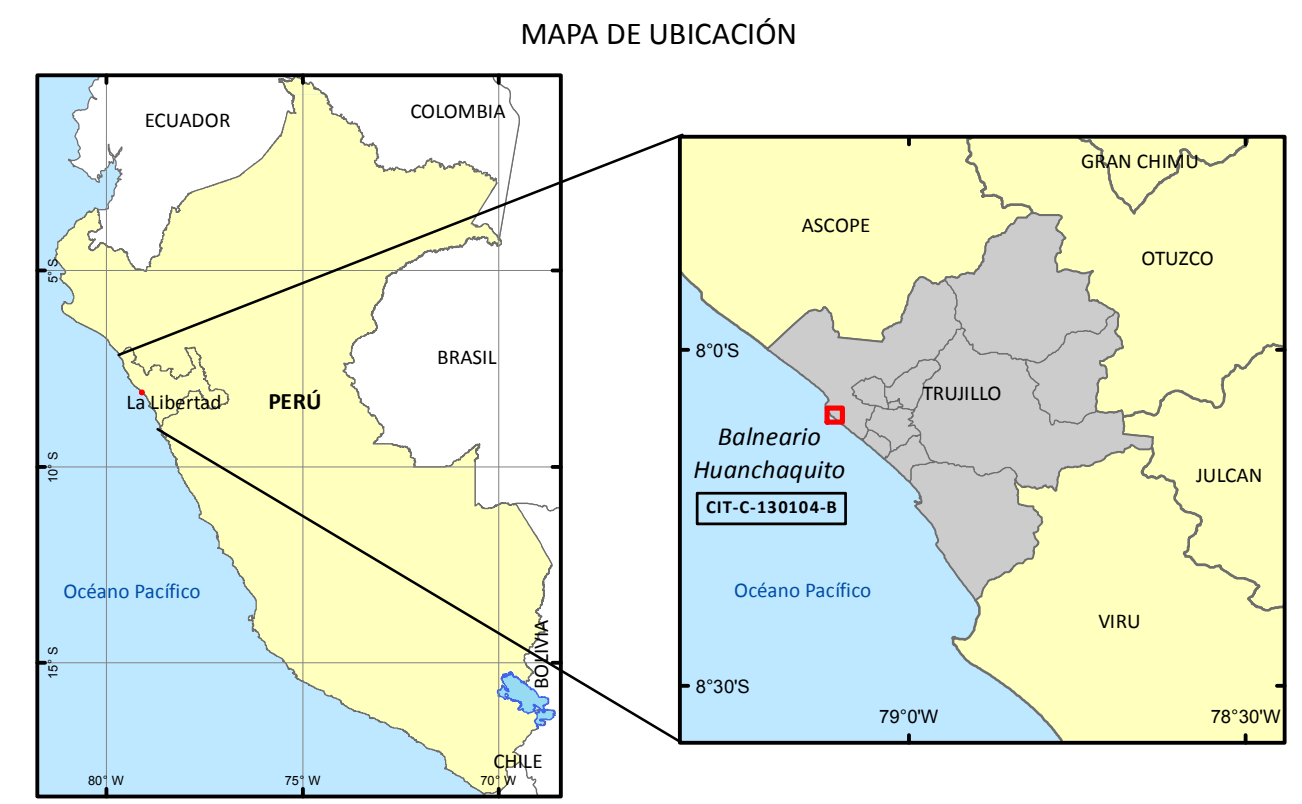 MAPA DE UBICACIÓN
ECUADOR
COLOMBIA
5° S
BRASIL
La Libertad
PERÚ
10° S
Océano Pacífico
BOLIVIA
15° S
CHILE
80° W
75° W
70° W
GRAN CHIMU
ASCOPE
OTUZCO
8°0'S
TRUJILLO
Balneario
Huanchaquito
CIT-C-130104-B
JULCAN
Océano Pacífico
VIRU
8°30'S
79°0'W
78°30'W